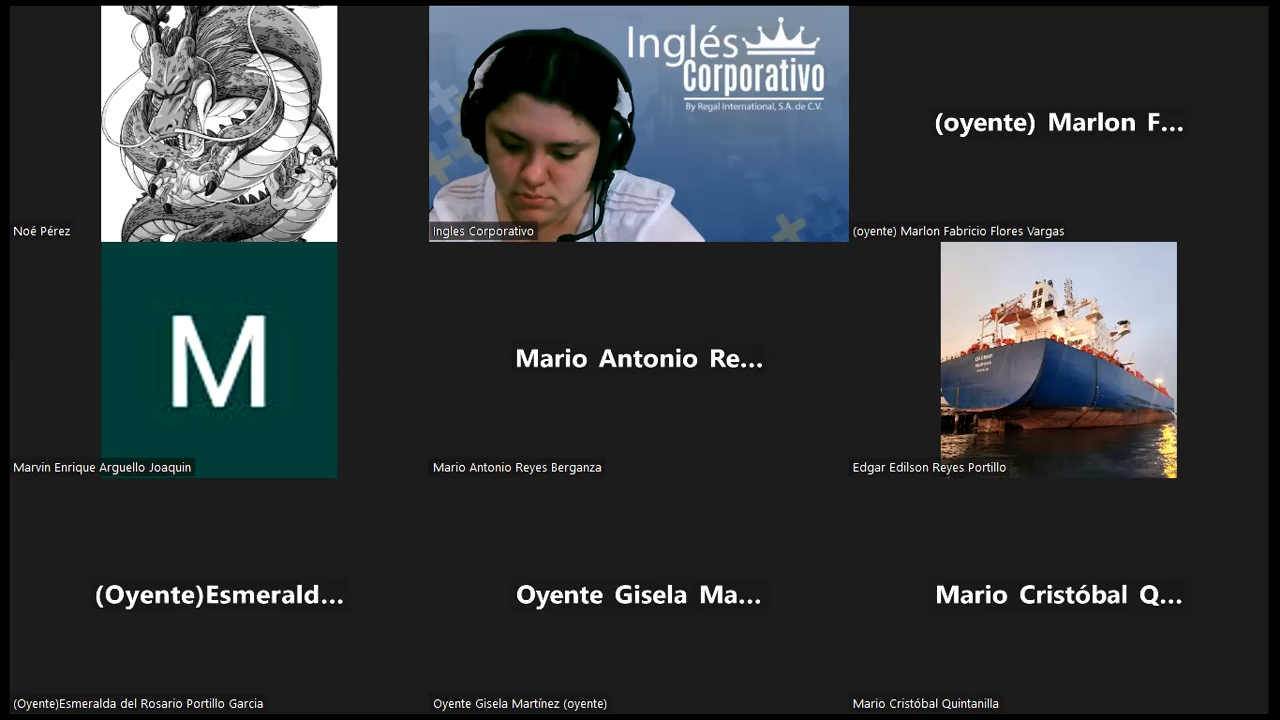 Noé Pérez
Inglés
Corporativo
By Regal International, S.A. de C.V.
Ingles Corporativo
(oyente) Marlon F...
(oyente) Marlon Fabricio Flores Vargas
M
Marvin Enrique Arguello Joaquin
Mario Antonio Re...
Mario Antonio Reyes Berganza
Edgar Edilson Reyes Portillo
(Oyente)Esmerald...
(Oyente)Esmeralda del Rosario Portillo Garcia
Oyente Gisela Ma...
Oyente Gisela Martínez (oyente)
Mario Cristóbal Q...
Mario Cristóbal Quintanilla